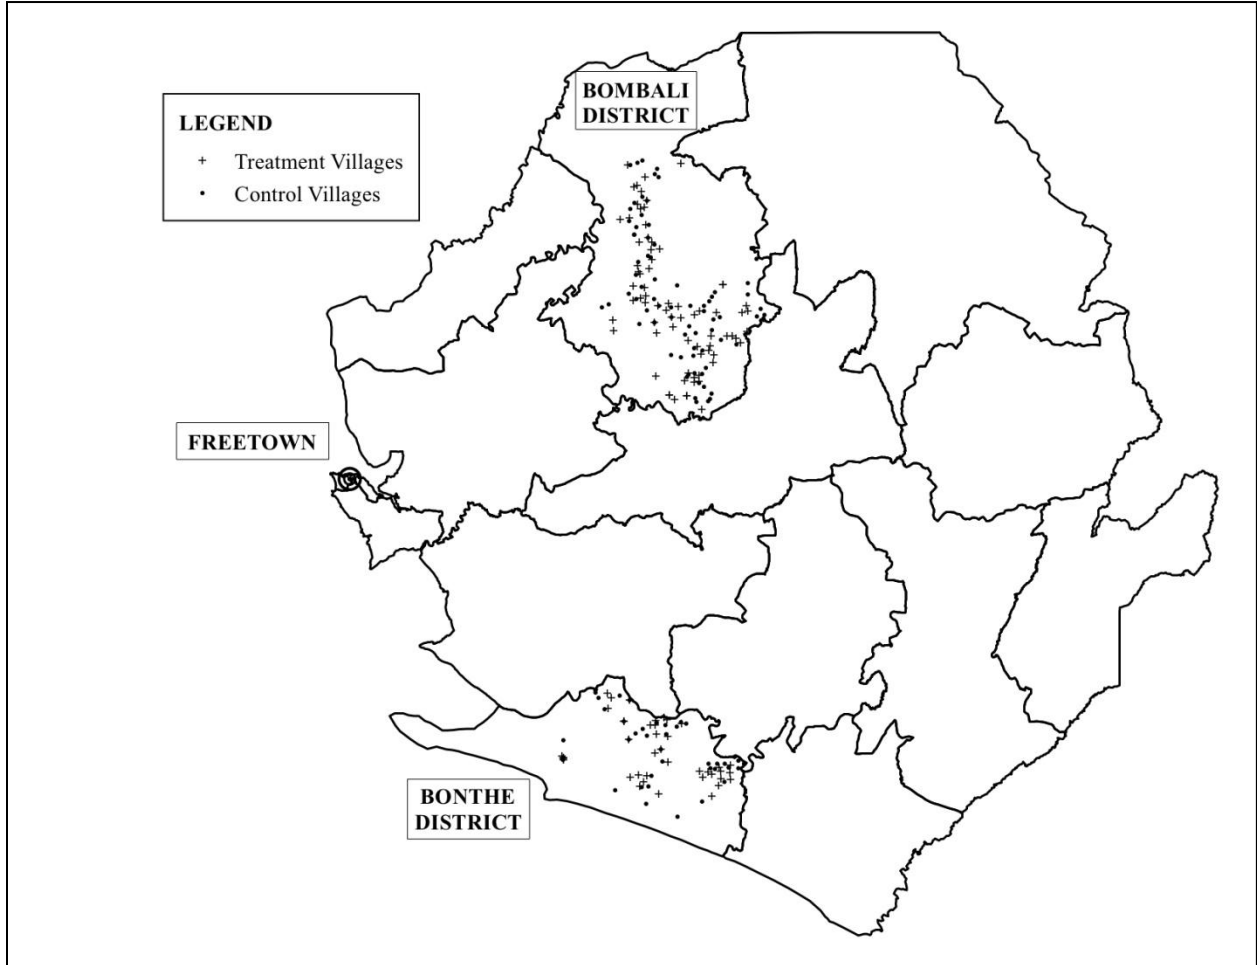 BOMBALI
DISTRICT
LEGEND
+ Treatment Villages
• Control Villages
FREETOWN
BONTHE
DISTRICT